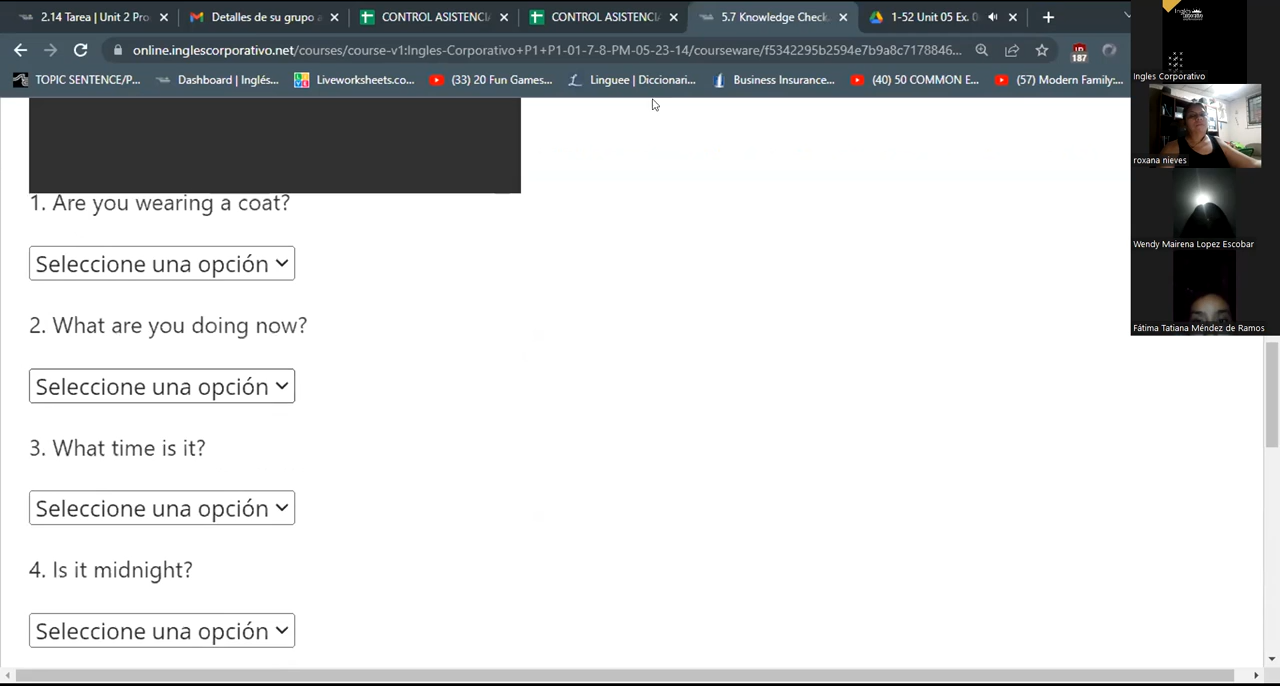 2.14 Tarea | Unit 2 Pro
Detalles de su grupo a
CONTROL ASISTENCI
CONTROL ASISTENCI
5.7 Knowledge Check
1-52 Unit 05 Ex. 0
online.inglescorporativo.net/courses/course-v1:Ingles-Corporativo+P1+P1-01-7-8-PM-05-23-14/courseware/f5342295b2594e7b9a8c7178846...
187
TOPIC SENTENCE/P...
Dashboard | Inglés...
Liveworksheets.co...
(33) 20 Fun Games...
Linguee | Diccionari...
Business Insurance...
(40) 50 COMMON E...
(57) Modern Family:...
Ingles Corporativo
roxana nieves
Wendy Mairena Lopez Escobar
Fátima Tatiana Méndez de Ramos
1. Are you wearing a coat?
Seleccione una opción
2. What are you doing now?
Seleccione una opción
3. What time is it?
Seleccione una opción
4. Is it midnight?
Seleccione una opción